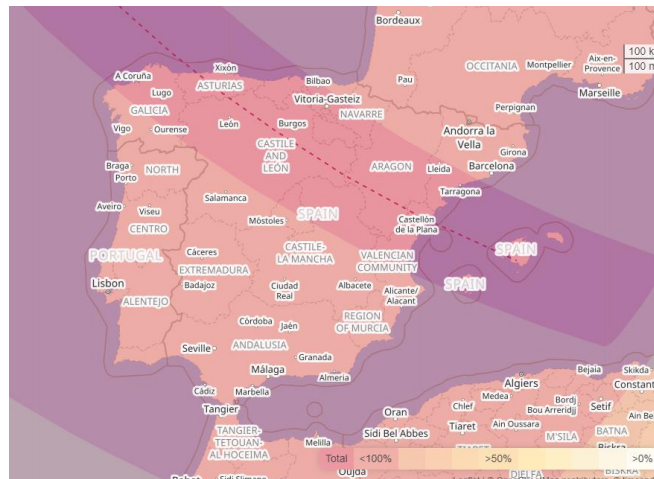 Bordeaux
100 k
100 m
OCCITANIA
Montpellier
Aix-en-
Provence
Marseille
Pau
Perpignan
A Coruña
Xixón
ASTURIAS
Bilbao
Vitoria-Gasteiz
NAVARRE
Lugo
GALICIA
Vigo
Ourense
León
Burgos
CASTILE
AND
LEÓN
Andorra la
Vella
Girona
Barcelona
ARAGON
Lleida
Tarragona
Braga
Porto
NORTH
Aveiro
Viseu
CENTRO
Salamanca
SPAIN
Móstoles
Castellón
de la Plana
SPAIN
PORTUGAL
Cáceres
EXTREMADURA
Badajoz
CASTILE-
LA MANCHA
VALENCIAN
COMMUNITY
SPAIN
Lisbon
ALENTEJO
Ciudad
Real
Albacete
Alicante/
Alacant
Córdoba
Jaén
REGION
OF MURCIA
Seville
ANDALUSIA
Granada
Málaga
Almeria
Cádiz
Marbella
Tangier
Algiers
Bejaia
Skikda
Constant
Medea
Bordj
Bou Arreridj
Setif
Chlef
Oran
Tiaret
Ain Oussara
Ain Be
TANGIER-
TETOUAN-
AL HOCEIMA
Melilla
Sidi Bel Abbes
M'SILA
BATNA
Biskra
Total <100% >50% >0%
Oujda
DJELFA
BISKRA